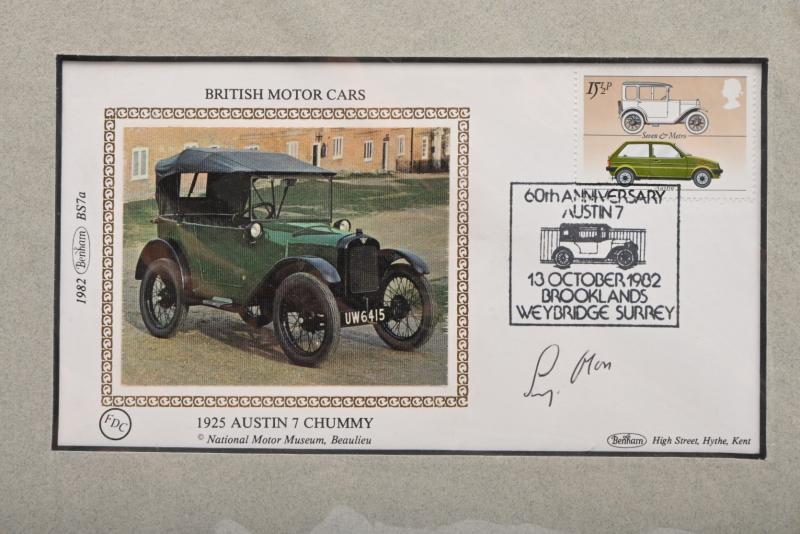 BRITISH MOTOR CARS
15½P
Seven & Metro
1982 Benham BS7a
60th ANNIVERSARY
AUSTIN 7
13 OCTOBER 1982
BROOKLANDS
WEYBRIDGE SURREY
UW6415
FDC
1925 AUSTIN 7 CHUMMY
© National Motor Museum, Beaulieu
Benham High Street, Hythe, Kent